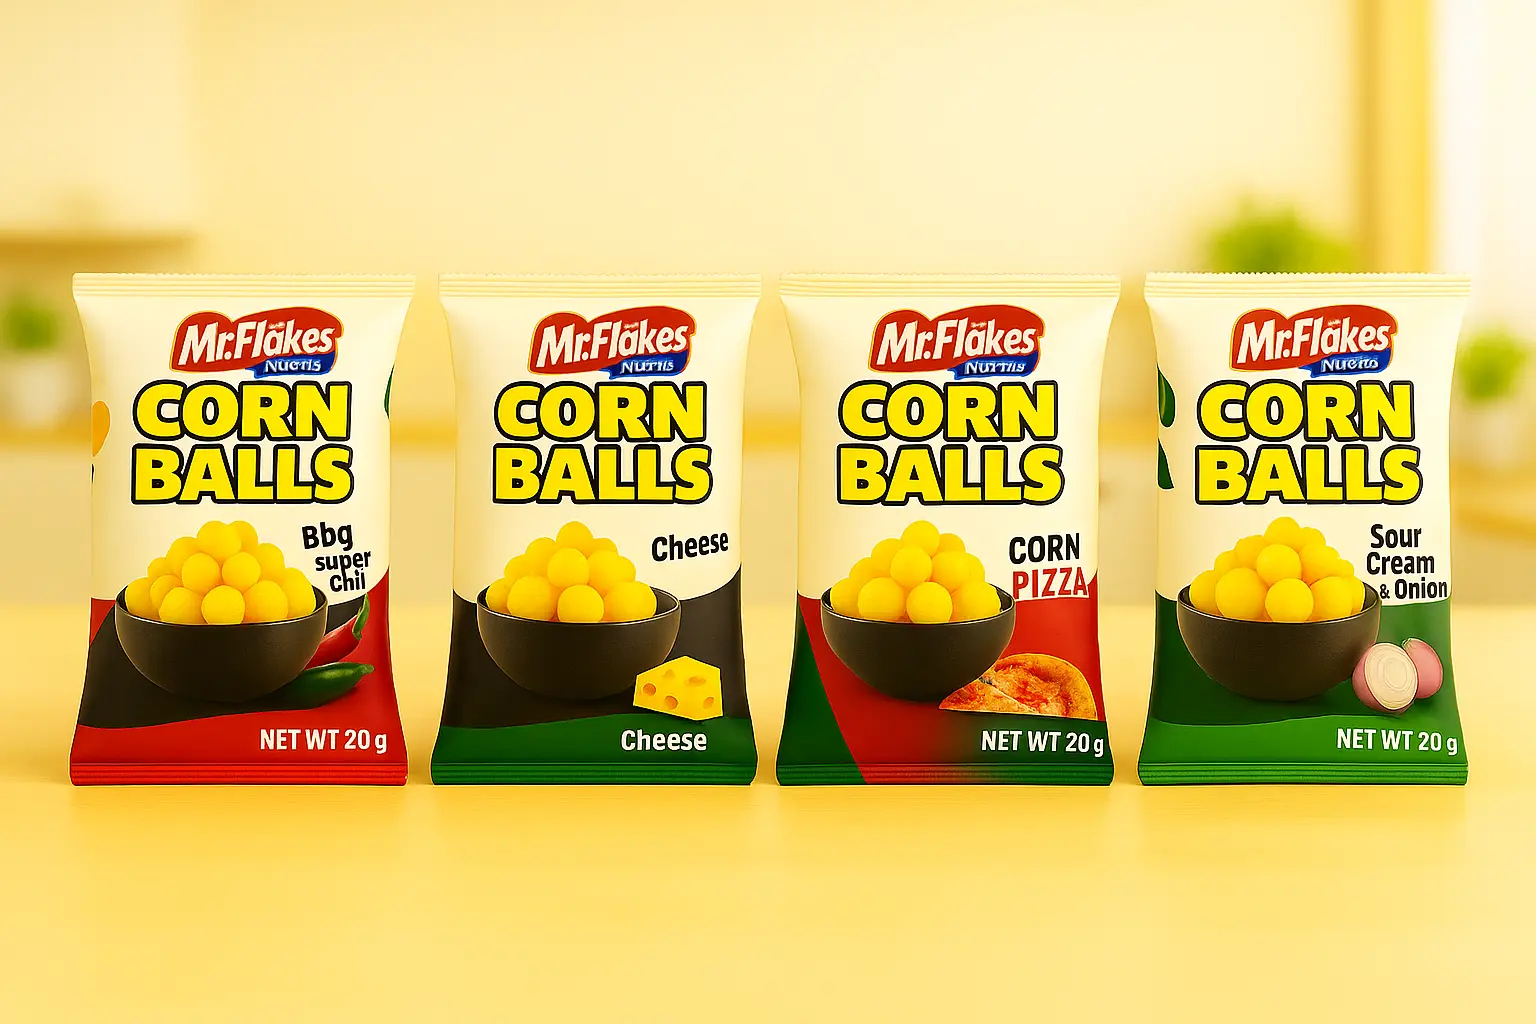 Mr.Flakes
CORN
BALLS
Bbg
super
Chil
NET WT 20 g
Mr.Flakes
CORN
BALLS
Cheese
Cheese
Mr.Flakes
CORN
BALLS
CORN
PIZZA
NET WT 20 g
Mr.Flakes
CORN
BALLS
Sour
Cream
& Onion
NET WT 20 g